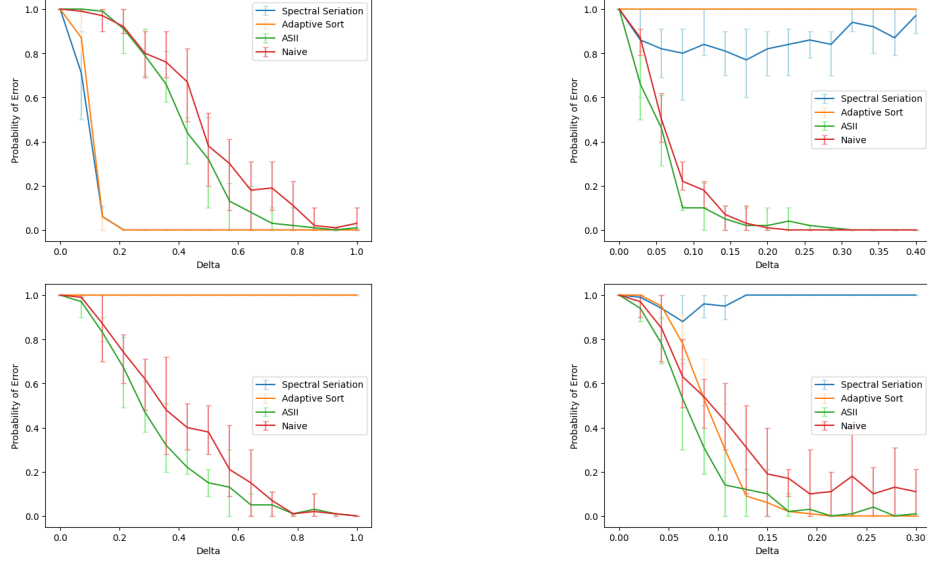 Probability of Error
1.0
0.8
0.6
0.4
0.2
0.0
Spectral Seriation
Adaptive Sort
ASII
Naive
0.0 0.2 0.4 0.6 0.8 1.0
Delta
Probability of Error
1.0
0.8
0.6
0.4
0.2
0.0
Spectral Seriation
Adaptive Sort
ASII
Naive
0.00 0.05 0.10 0.15 0.20 0.25 0.30 0.35 0.40
Delta
Probability of Error
1.0
0.8
0.6
0.4
0.2
0.0
Spectral Seriation
Adaptive Sort
ASII
Naive
0.0 0.2 0.4 0.6 0.8 1.0
Delta
Probability of Error
1.0
0.8
0.6
0.4
0.2
0.0
Spectral Seriation
Adaptive Sort
ASII
Naive
0.00 0.05 0.10 0.15 0.20 0.25 0.30
Delta